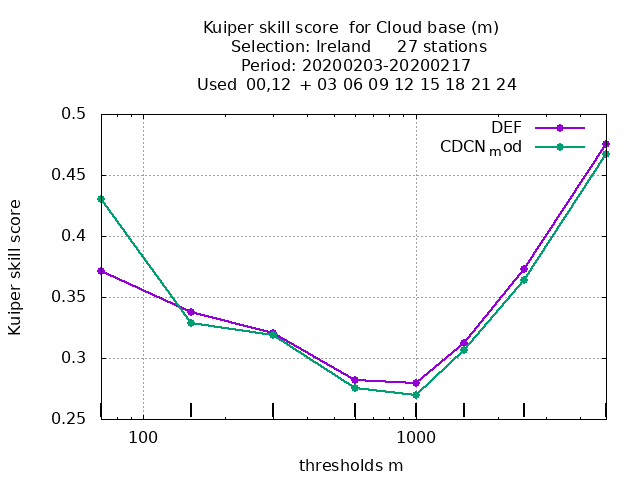 Kuiper skill score  for Cloud base (m)
Selection: Ireland     27 stations
Period: 20200203-20200217
Used  00,12  + 03 06 09 12 15 18 21 24
DEF
CDCNmod
0.5
0.45
0.4
0.35
0.3
0.25
Kuiper skill score
100
1000
thresholds m